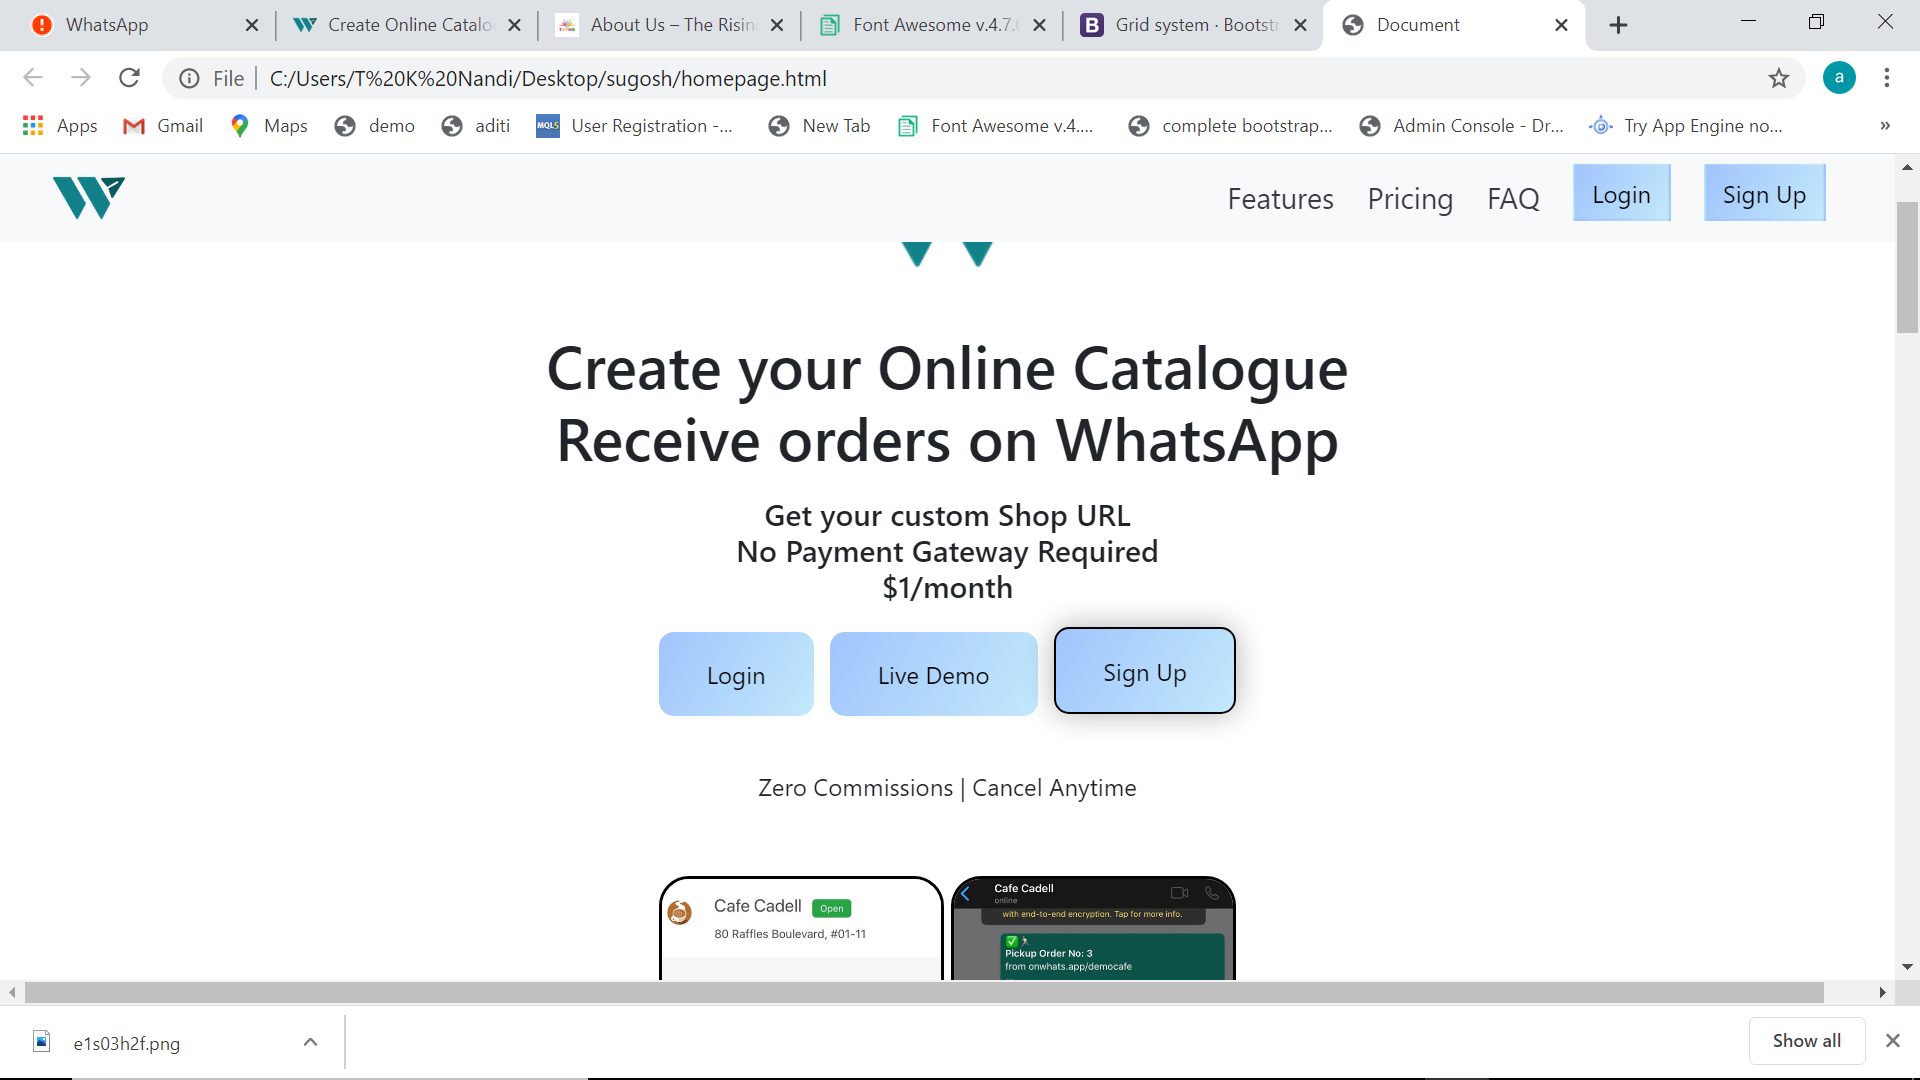 WhatsApp
Create Online Catalo
About Us – The Risin
Font Awesome v.4.7.0
Grid system · Bootstr
Document
File
C:/Users/T%20K%20Nandi/Desktop/sugosh/homepage.html
a
Apps
Gmail
Maps
demo
aditi
MQL5
User Registration -...
New Tab
Font Awesome v.4....
complete bootstrap...
Admin Console - Dr...
Try App Engine no...
»
Features
Pricing
FAQ
Login
Sign Up
Create your Online Catalogue
Receive orders on WhatsApp
Get your custom Shop URL
No Payment Gateway Required
$1/month
Login
Live Demo
Sign Up
Zero Commissions | Cancel Anytime
Cafe Cadell
Open
80 Raffles Boulevard, #01-11
Cafe Cadell
online
with end-to-end encryption. Tap for more info.
Pickup Order No: 3
from onwhats.app/democafe
e1s03h2f.png
Show all